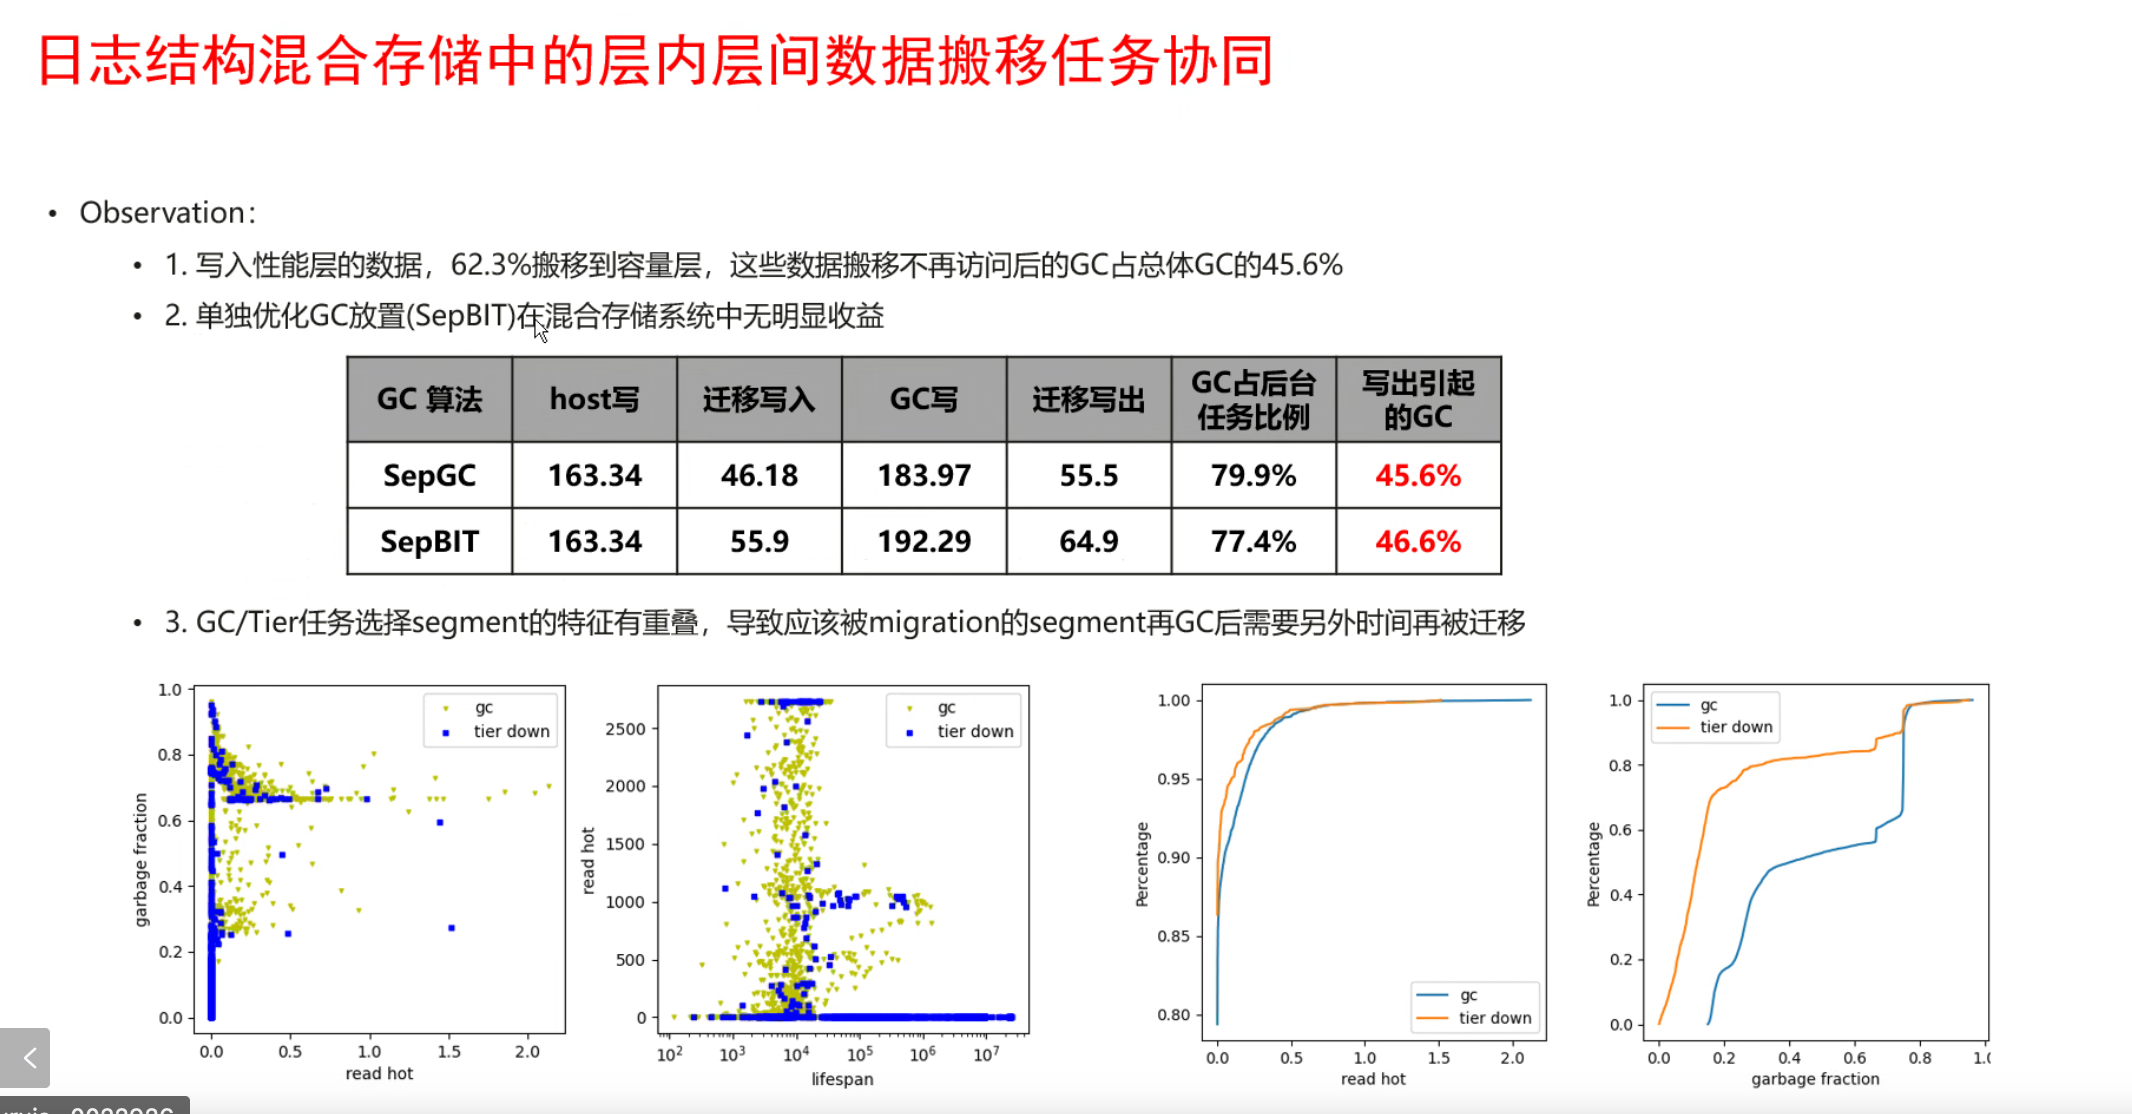 日志结构混合存储中的层内层间数据搬移任务协同
• Observation：
• 1. 写入性能层的数据，62.3%搬移到容量层，这些数据搬移不再访问后的GC占总体GC的45.6%
• 2. 单独优化GC放置(SepBIT)在混合存储系统中无明显收益
GC 算法 host写 迁移写入 GC写 迁移写出 GC占后台任务比例 写出引起的GC
SepGC 163.34 46.18 183.97 55.5 79.9% 45.6%
SepBIT 163.34 55.9 192.29 64.9 77.4% 46.6%
• 3. GC/Tier任务选择segment的特征有重叠，导致应该被migration的segment再GC后需要另外时间再被迁移
gc
tier down
1.0
0.8
0.6
0.4
0.2
0.0
garbage fraction
0.0 0.5 1.0 1.5 2.0
read hot
gc
tier down
2500
2000
1500
1000
500
0
read hot
10² 10³ 10⁴ 10⁵ 10⁶ 10⁷
lifespan
1.00
0.95
0.90
0.85
0.80
Percentage
gc
tier down
0.0 0.5 1.0 1.5 2.0
read hot
gc
tier down
1.0
0.8
0.6
0.4
0.2
0.0
Percentage
0.0 0.2 0.4 0.6 0.8
garbage fraction